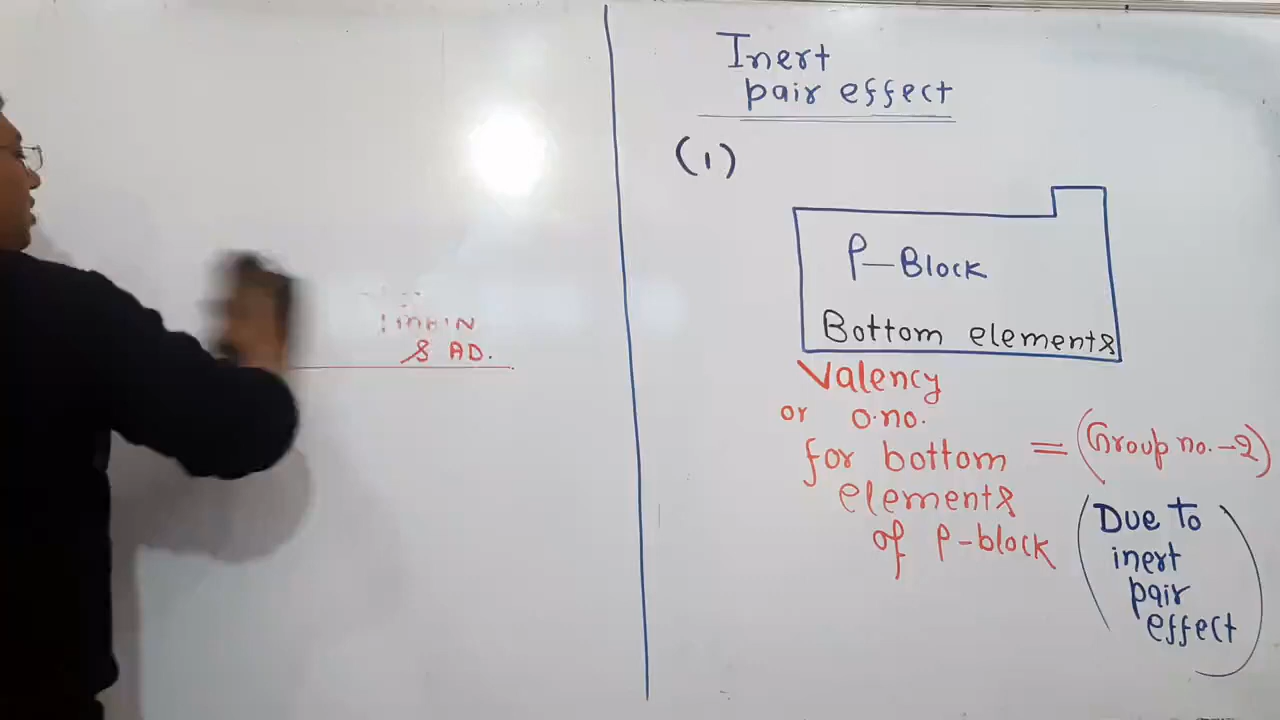 & AD.
Inert
pair effect
(1)
P-Block
Bottom elements
Valency
or o.no.
for bottom = (Group no.-2)
elements
of P-block
(Due to
inert
pair
effect)